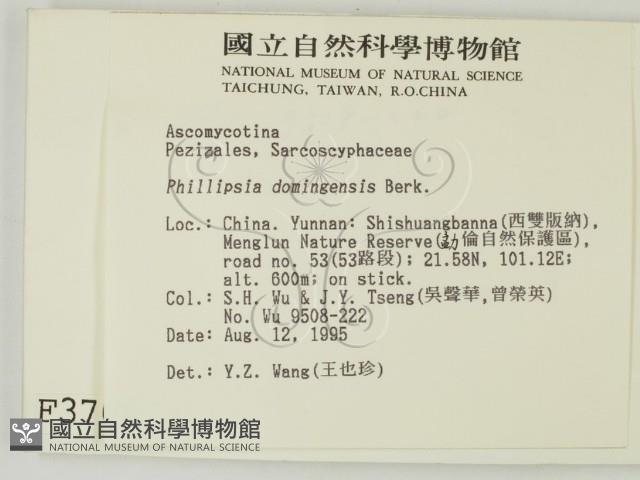 國立自然科學博物館
NATIONAL MUSEUM OF NATURAL SCIENCE
TAICHUNG, TAIWAN, R.O.CHINA
Ascomycotina
Pezizales, Sarcoscyphaceae
Phillipsia domingensis Berk.
Loc.: China. Yunnan: Shishuangbanna(西雙版納),
Menglun Nature Reserve(勐倫自然保護區),
road no. 53(53路段); 21.58N, 101.12E;
alt. 600m; on stick.
Col.: S.H. Wu & J.Y. Tseng(吳聲華,曾榮英)
No. Wu 9508-222
Date: Aug. 12, 1995
Det.: Y.Z. Wang(王也珍)
F37
國立自然科學博物館
NATIONAL MUSEUM OF NATURAL SCIENCE